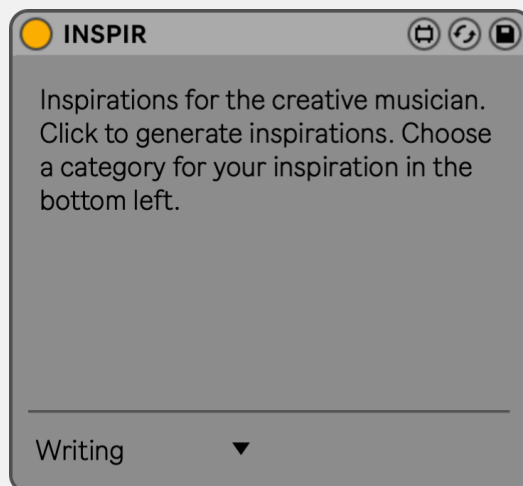 INSPIR
Inspirations for the creative musician.
Click to generate inspirations. Choose
a category for your inspiration in the
bottom left.
Writing